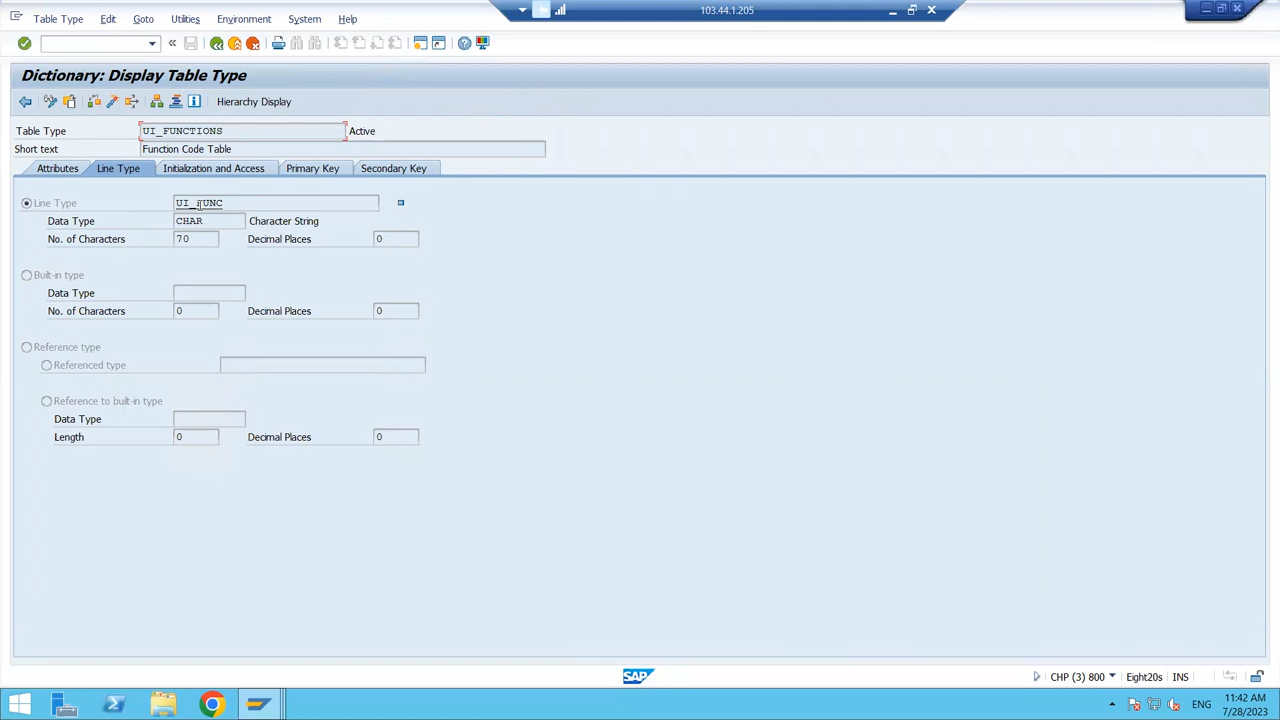 103.44.1.205
Table Type Edit Goto Utilities Environment System Help
Dictionary: Display Table Type
Hierarchy Display
Table Type UI_FUNCTIONS Active
Short text Function Code Table
Attributes Line Type Initialization and Access Primary Key Secondary Key
Line Type UI_FUNC
Data Type CHAR Character String
No. of Characters 70 Decimal Places 0
Built-in type
Data Type
No. of Characters 0 Decimal Places 0
Reference type
Referenced type
Reference to built-in type
Data Type
Length 0 Decimal Places 0
SAP CHP (3) 800 Eight20s INS
ENG 11:42 AM
7/28/2023